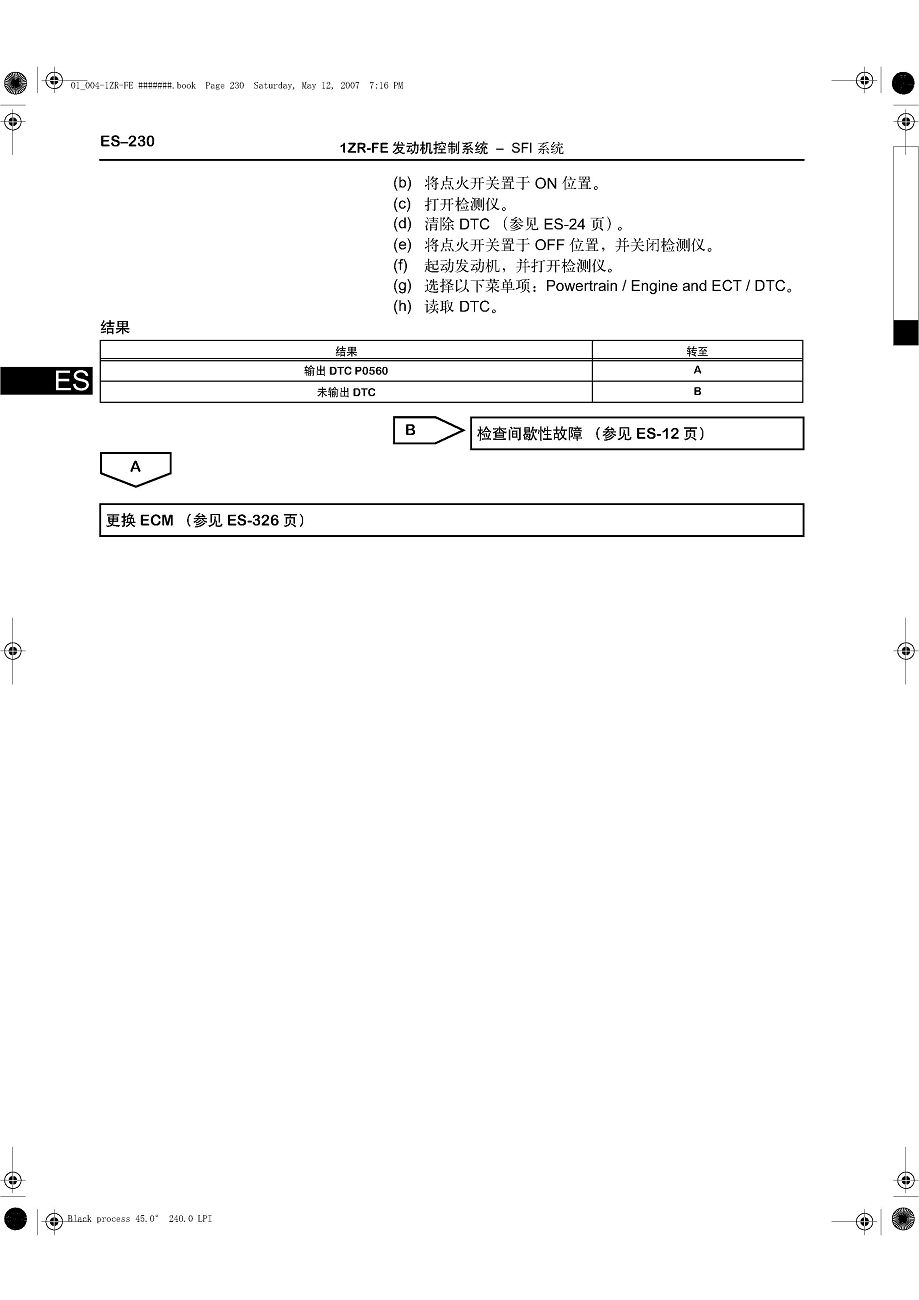 01_004-1ZR-FE #######.book Page 230 Saturday, May 12, 2007 7:16 PM
ES–230
1ZR-FE 发动机控制系统 – SFI 系统
(b) 将点火开关置于 ON 位置。
(c) 打开检测仪。
(d) 清除 DTC （参见 ES-24 页）。
(e) 将点火开关置于 OFF 位置，并关闭检测仪。
(f) 起动发动机，并打开检测仪。
(g) 选择以下菜单项：Powertrain / Engine and ECT / DTC。
(h) 读取 DTC。
结果
结果 转至
输出 DTC P0560 A
未输出 DTC B
ES
B 检查间歇性故障 （参见 ES-12 页）
A
更换 ECM （参见 ES-326 页）
Black process 45.0° 240.0 LPI